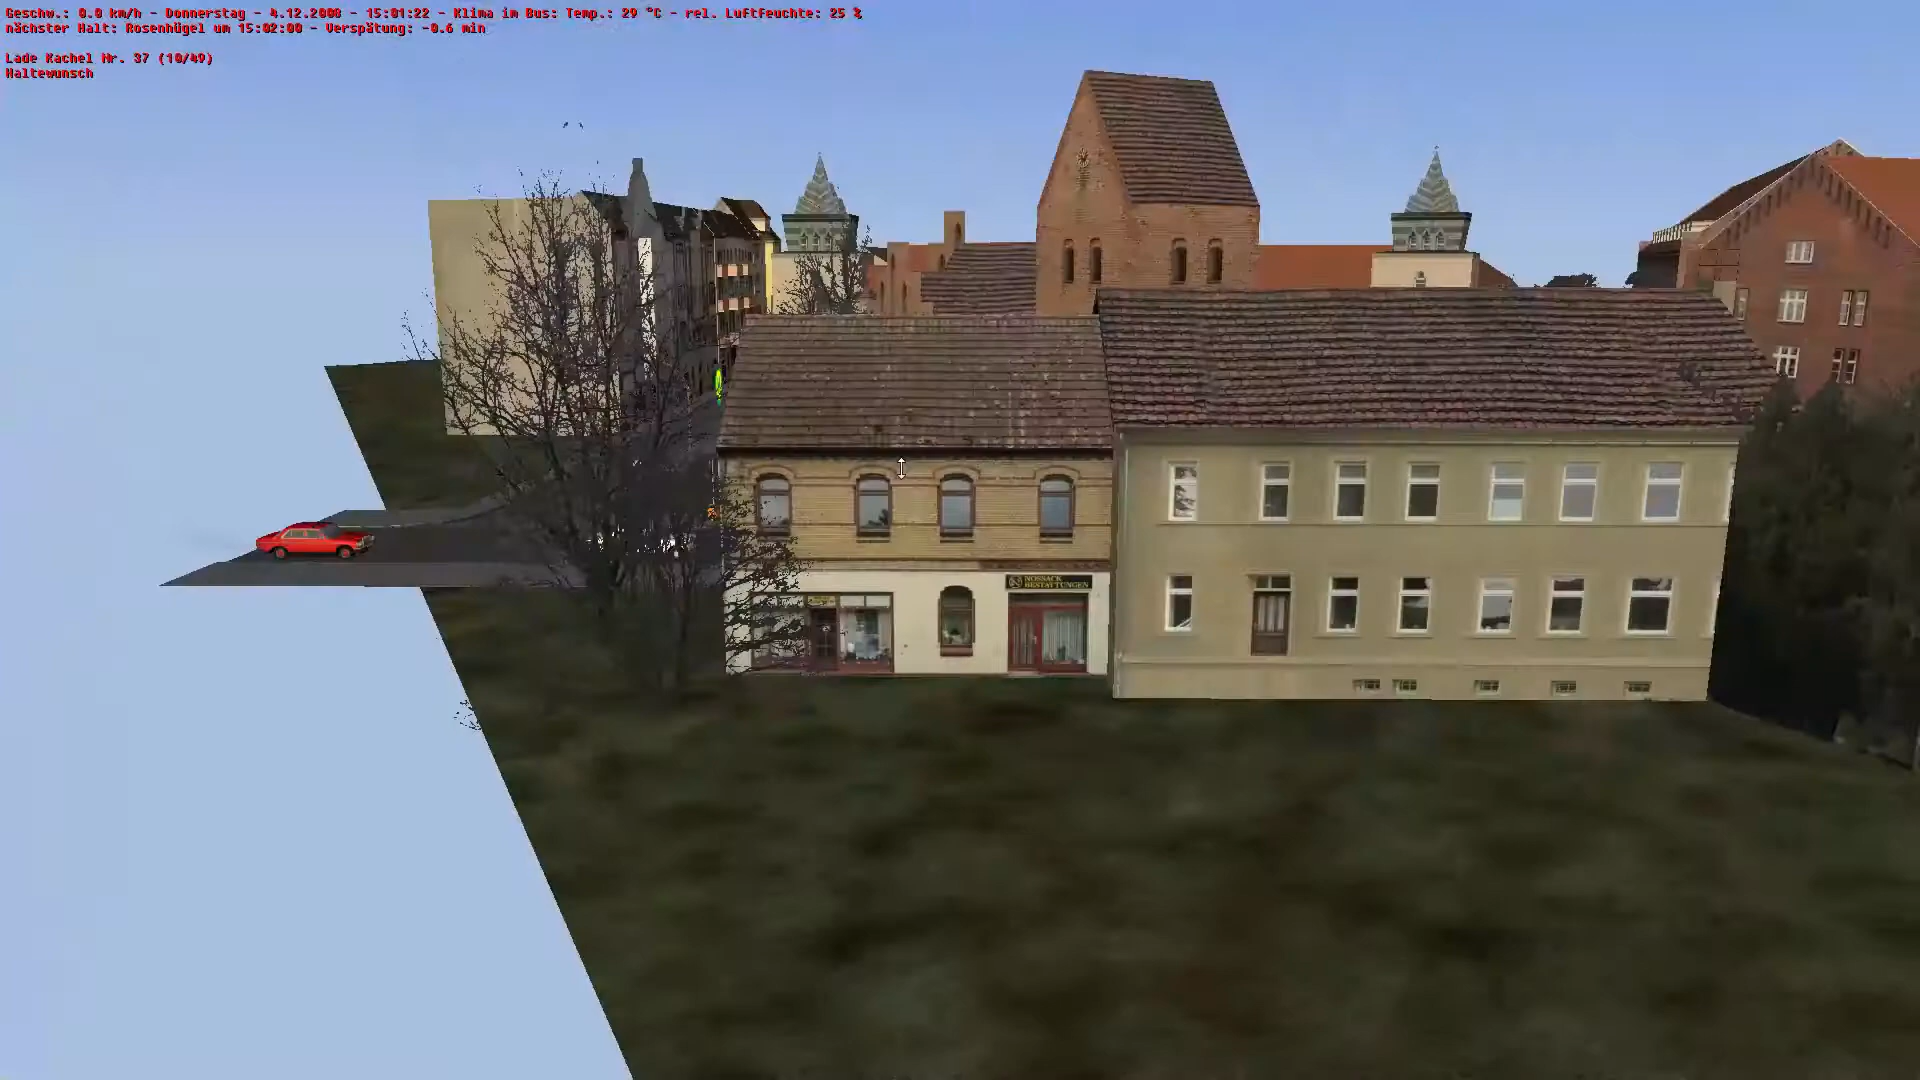 Geschw.: 0.0 km/h - Donnerstag - 4.12.2008 - 15:01:22 - Klima im Bus: Temp.: 29 °C - rel. Luftfeuchte: 25 %
nächster Halt: Rosenhügel um 15:02:00 - Verspätung: -0.6 min
Lade Kachel Nr. 37 (10/49)
Haltewunsch
NOSSACK
BESTATTUNGEN